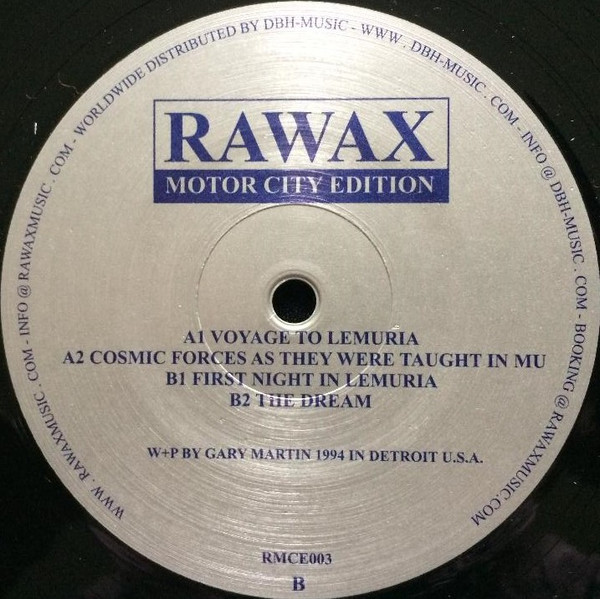 WWW . RAWAXMUSIC . COM - INFO @ RAWAXMUSIC . COM - WORLDWIDE DISTRIBUTED BY DBH-MUSIC - WWW . DBH-MUSIC . COM - INFO @ DBH-MUSIC . COM - BOOKING @ RAWAXMUSIC . COM
RAWAX
MOTOR CITY EDITION
A1 VOYAGE TO LEMURIA
A2 COSMIC FORCES AS THEY WERE TAUGHT IN MU
B1 FIRST NIGHT IN LEMURIA
B2 THE DREAM
W+P BY GARY MARTIN 1994 IN DETROIT U.S.A.
RMCE003
B